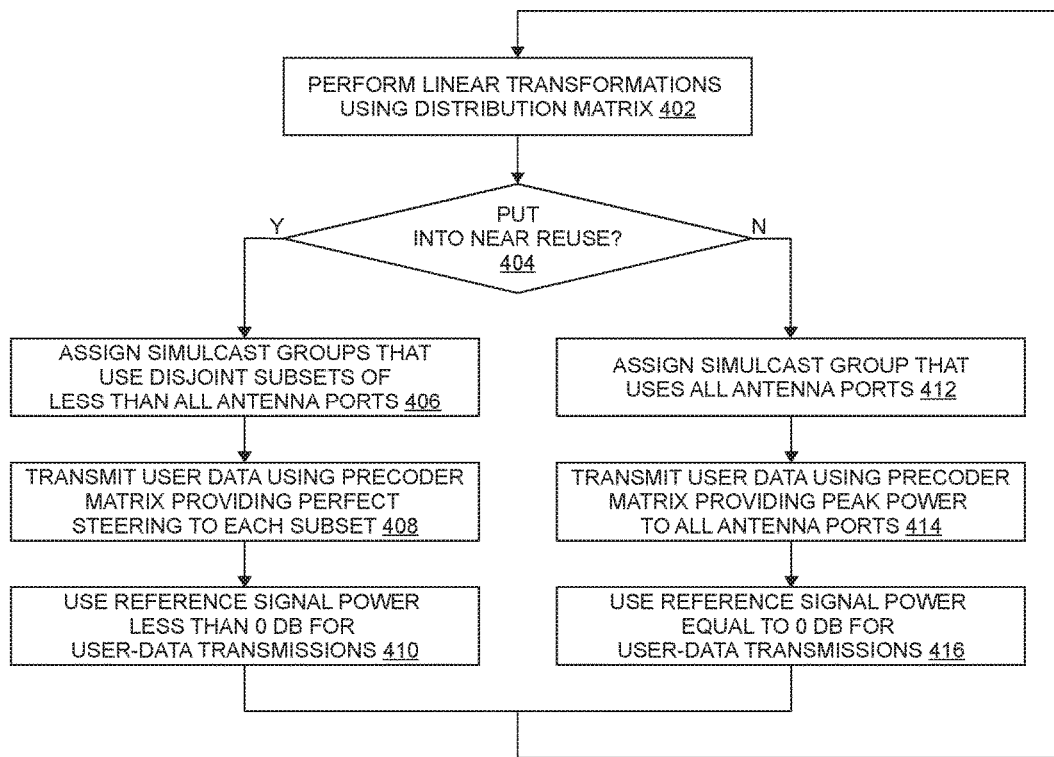 PERFORM LINEAR TRANSFORMATIONS
USING DISTRIBUTION MATRIX 402
PUT
INTO NEAR REUSE?
404
Y
N
ASSIGN SIMULCAST GROUPS THAT
USE DISJOINT SUBSETS OF
LESS THAN ALL ANTENNA PORTS 406
TRANSMIT USER DATA USING PRECODER
MATRIX PROVIDING PERFECT
STEERING TO EACH SUBSET 408
USE REFERENCE SIGNAL POWER
LESS THAN 0 DB FOR
USER-DATA TRANSMISSIONS 410
ASSIGN SIMULCAST GROUP THAT
USES ALL ANTENNA PORTS 412
TRANSMIT USER DATA USING PRECODER
MATRIX PROVIDING PEAK POWER
TO ALL ANTENNA PORTS 414
USE REFERENCE SIGNAL POWER
EQUAL TO 0 DB FOR
USER-DATA TRANSMISSIONS 416